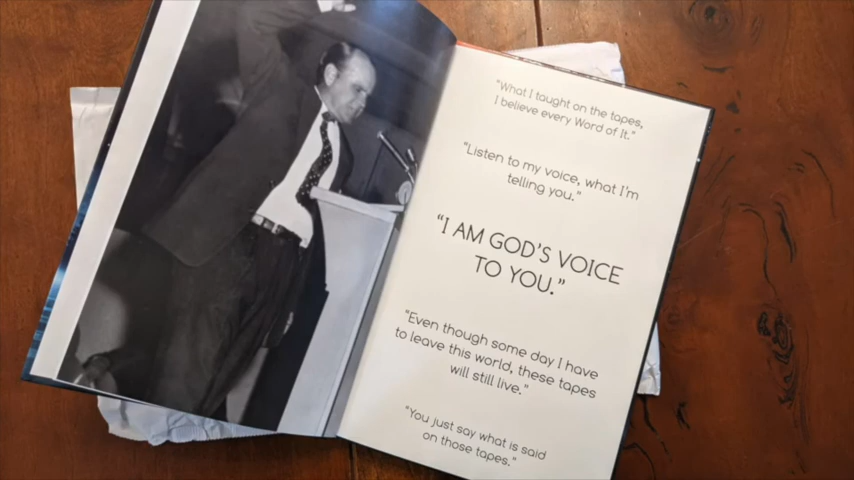 "What I taught on the tapes,
I believe every Word of It."
"Listen to my voice, what I'm
telling you."
"I AM GOD'S VOICE
TO YOU."
"Even though some day I have
to leave this world, these tapes
will still live."
"You just say what is said
on those tapes."